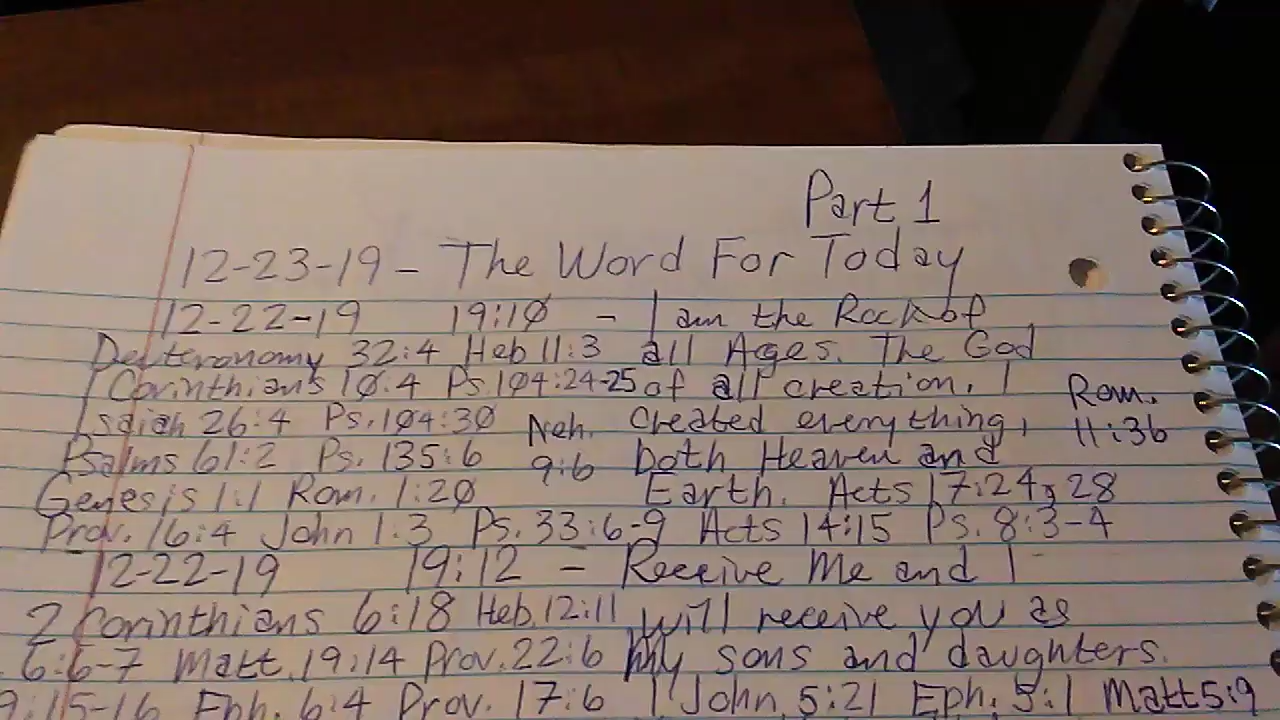 Part 1
12-23-19 - The Word For Today
12-22-19 19:10 - I am the Rock of
Deuteronomy 32:4 Heb 11:3 all Ages. The God
1 Corinthians 10:4 Ps. 104:24-25 of all creation. I
Isaiah 26:4 Ps. 104:30 Neh. created everything, Rom.
Psalms 61:2 Ps. 135:6 9:6 both Heaven and 11:36
Genesis 1:1 Rom. 1:20 Earth. Acts 17:24, 28
Prov. 16:4 John 1:3 Ps. 33:6-9 Acts 14:15 Ps. 8:3-4
12-22-19 19:12 - Receive Me and I
2 Corinthians 6:18 Heb. 12:11 will receive you as
6:6-7 Matt. 19:14 Prov. 22:6 My sons and daughters.
:15-16 Eph. 6:4 Prov. 17:6 1 John 5:21 Eph. 5:1 Matt 5:9